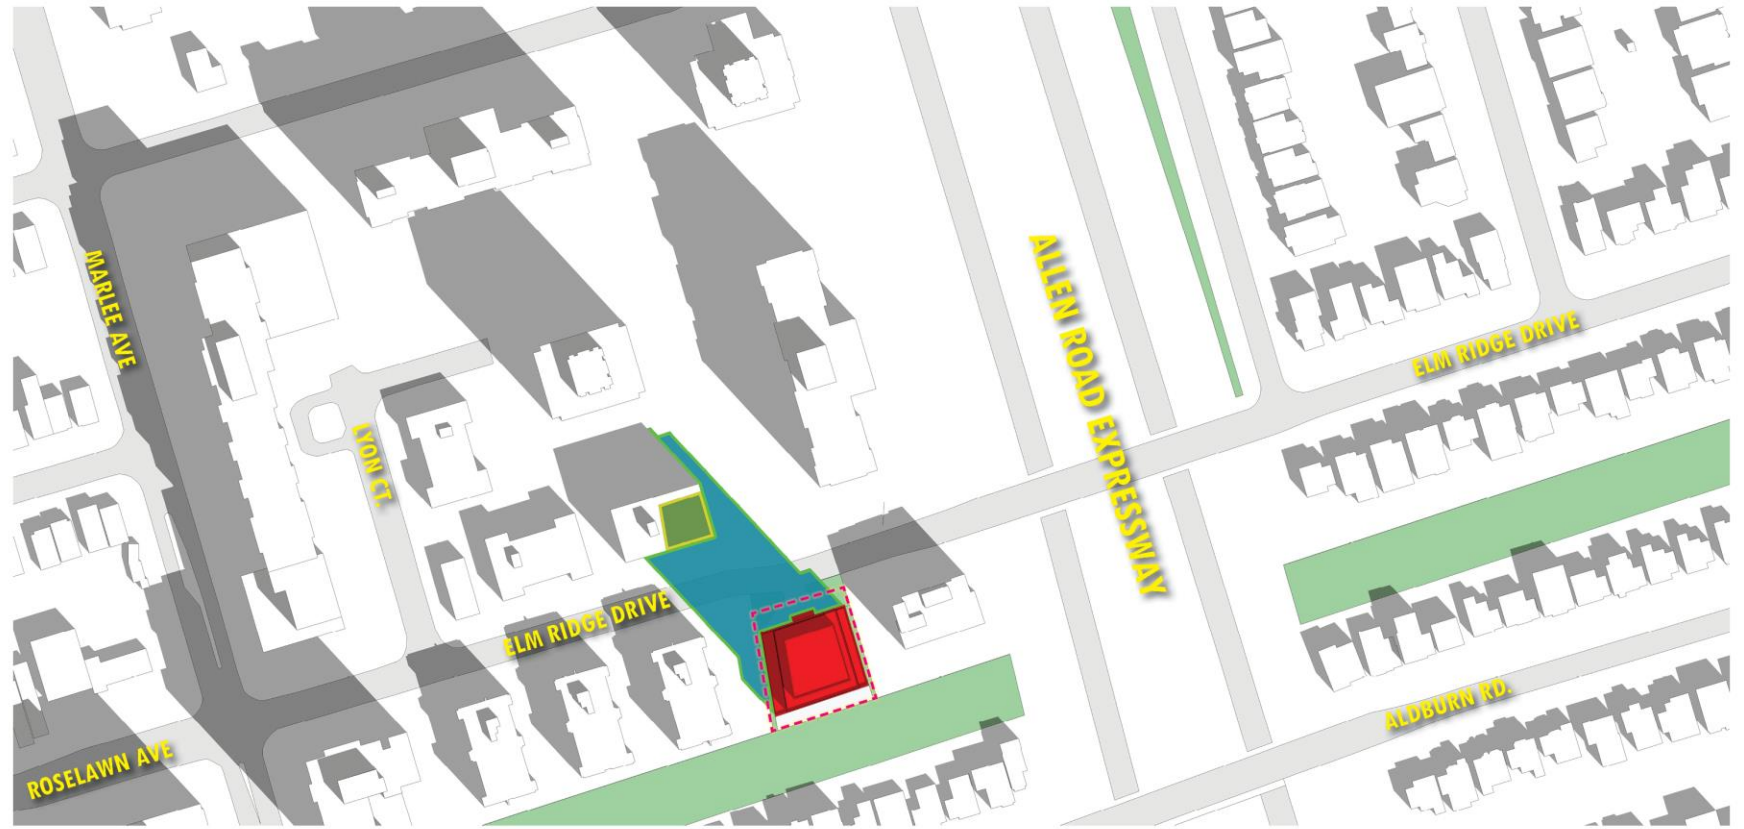 MARLEE AVE
ALLEN ROAD EXPRESSWAY
ELM RIDGE DRIVE
LYON CT.
ELM RIDGE DRIVE
ALDBURN RD.
ROSELAWN AVE